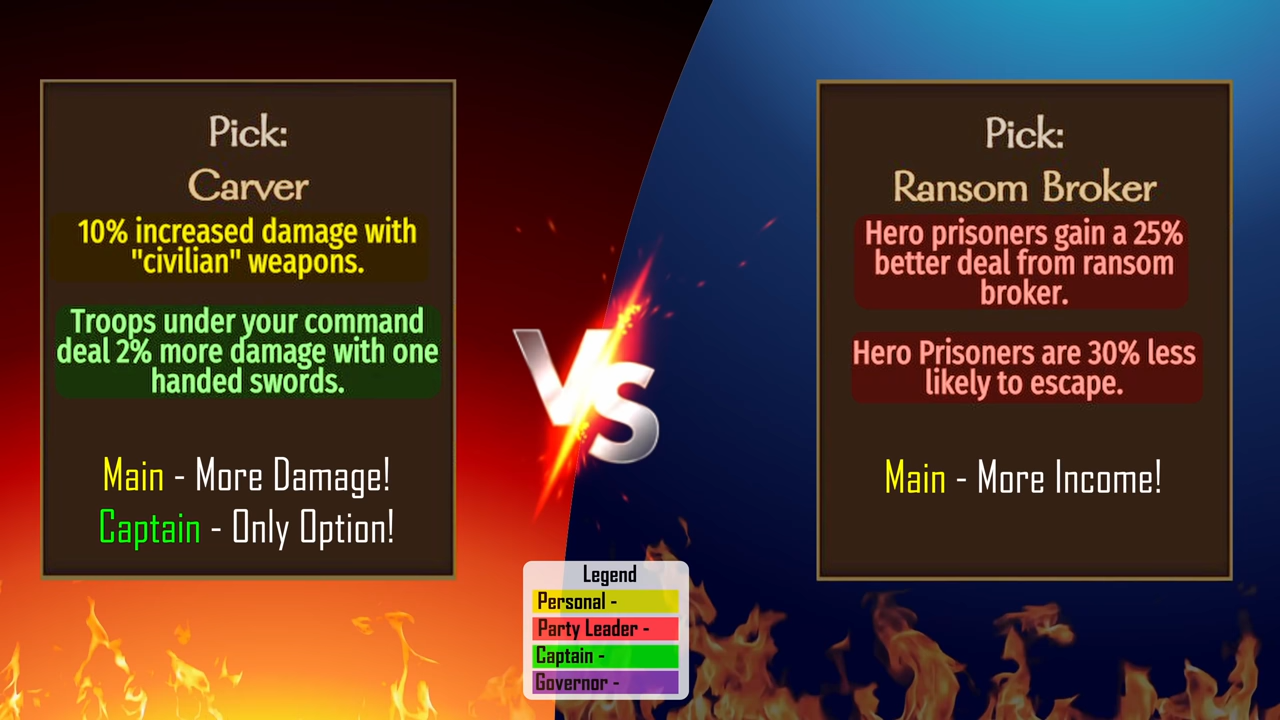 Pick:
Carver
10% increased damage with
"civilian" weapons.
Troops under your command
deal 2% more damage with one
handed swords.
Main - More Damage!
Captain - Only Option!
VS
Pick:
Ransom Broker
Hero prisoners gain a 25%
better deal from ransom
broker.
Hero Prisoners are 30% less
likely to escape.
Main - More Income!
Legend
Personal -
Party Leader -
Captain -
Governor -